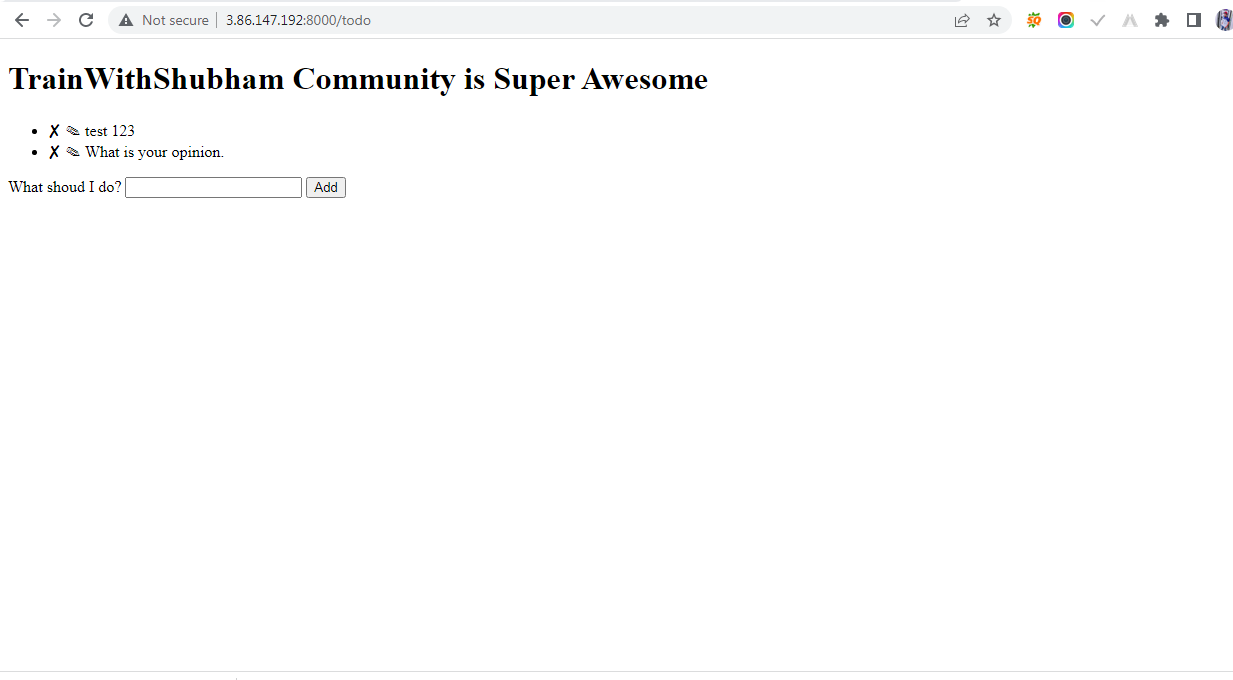 Not secure 3.86.147.192:8000/todo
TrainWithShubham Community is Super Awesome
✗ ✎ test 123
✗ ✎ What is your opinion.
What shoud I do? Add